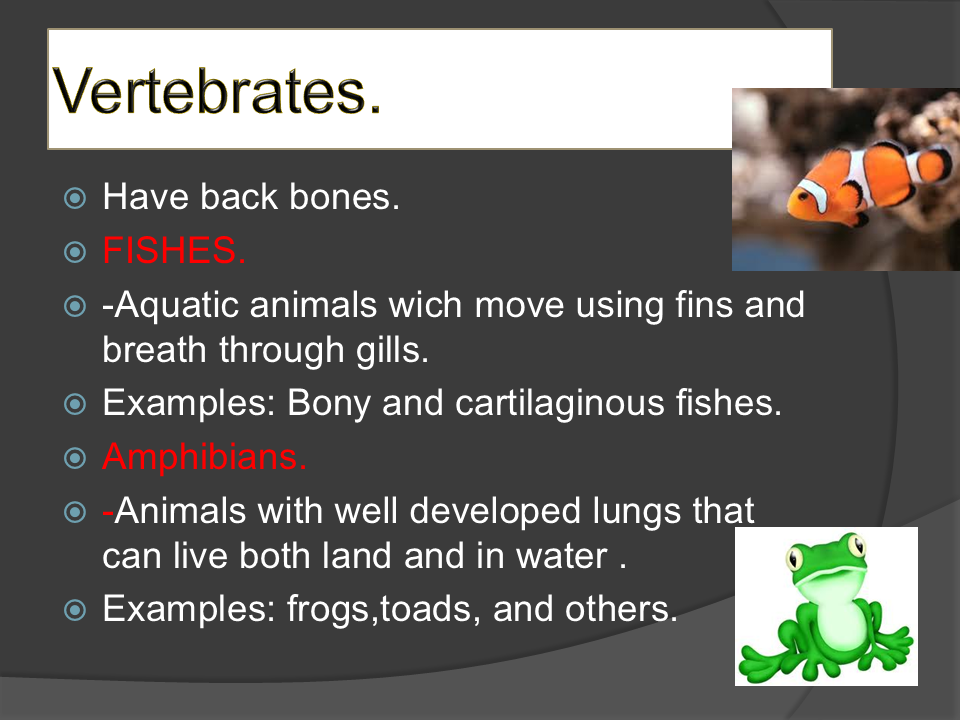 Vertebrates.
Have back bones.
FISHES.
-Aquatic animals wich move using fins and
breath through gills.
Examples: Bony and cartilaginous fishes.
Amphibians.
-Animals with well developed lungs that
can live both land and in water .
Examples: frogs,toads, and others.